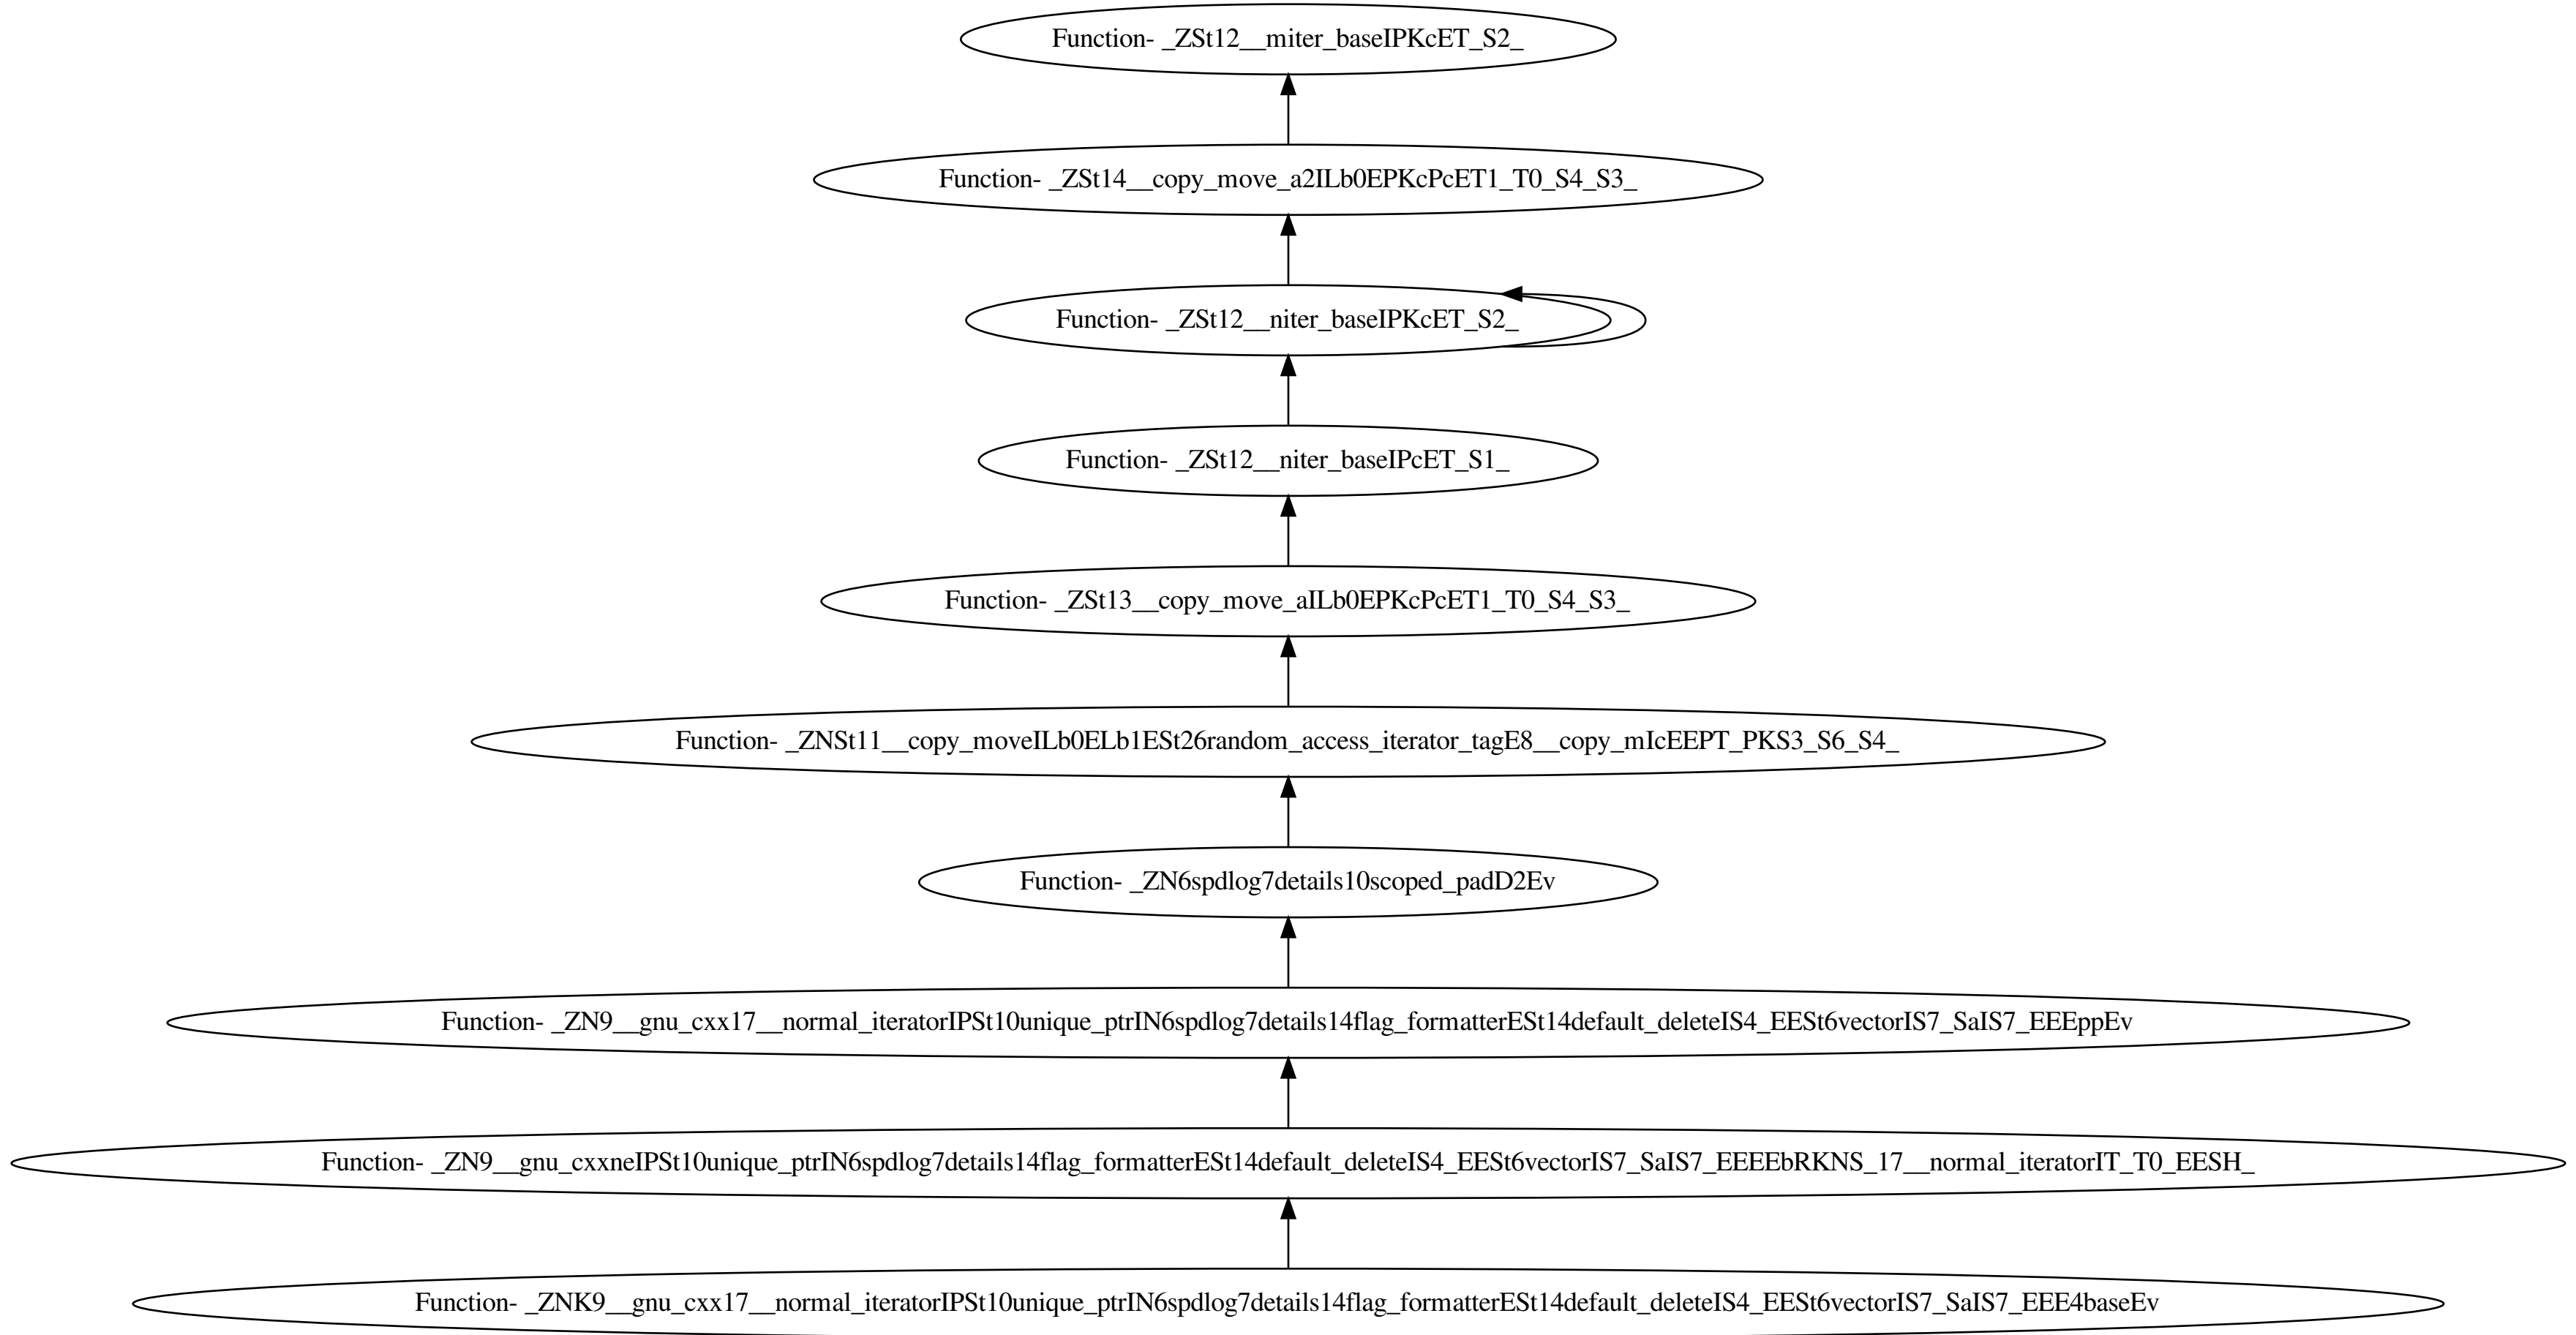 Function- _ZSt12__miter_baseIPKcET_S2_
Function- _ZSt14__copy_move_a2ILb0EPKcPcET1_T0_S4_S3_
Function- _ZSt12__niter_baseIPKcET_S2_
Function- _ZSt12__niter_baseIPcET_S1_
Function- _ZSt13__copy_move_aILb0EPKcPcET1_T0_S4_S3_
Function- _ZNSt11__copy_moveILb0ELb1ESt26random_access_iterator_tagE8__copy_mIcEEPT_PKS3_S6_S4_
Function- _ZN6spdlog7details10scoped_padD2Ev
Function- _ZN9__gnu_cxx17__normal_iteratorIPSt10unique_ptrIN6spdlog7details14flag_formatterESt14default_deleteIS4_EESt6vectorIS7_SaIS7_EEEppEv
Function- _ZN9__gnu_cxxneIPSt10unique_ptrIN6spdlog7details14flag_formatterESt14default_deleteIS4_EESt6vectorIS7_SaIS7_EEEEbRKNS_17__normal_iteratorIT_T0_EESH_
Function- _ZNK9__gnu_cxx17__normal_iteratorIPSt10unique_ptrIN6spdlog7details14flag_formatterESt14default_deleteIS4_EESt6vectorIS7_SaIS7_EEE4baseEv